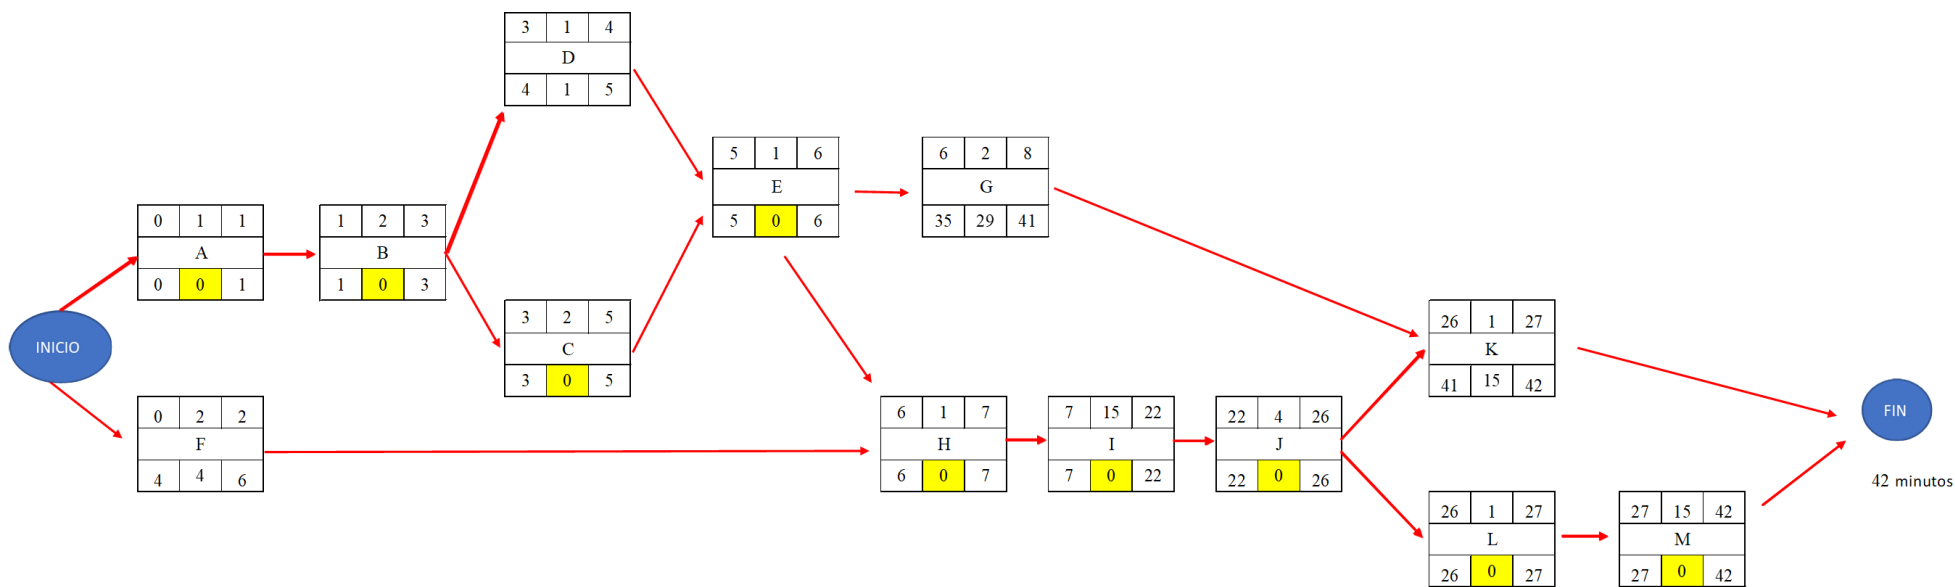 3 1 4
D
4 1 5
5 1 6
E
5 0 6
6 2 8
G
35 29 41
0 1 1
A
0 0 1
1 2 3
B
1 0 3
3 2 5
C
3 0 5
INICIO
0 2 2
F
4 4 6
6 1 7
H
6 0 7
7 15 22
I
7 0 22
22 4 26
J
22 0 26
26 1 27
K
41 15 42
FIN
42 minutos
26 1 27
L
26 0 27
27 15 42
M
27 0 42